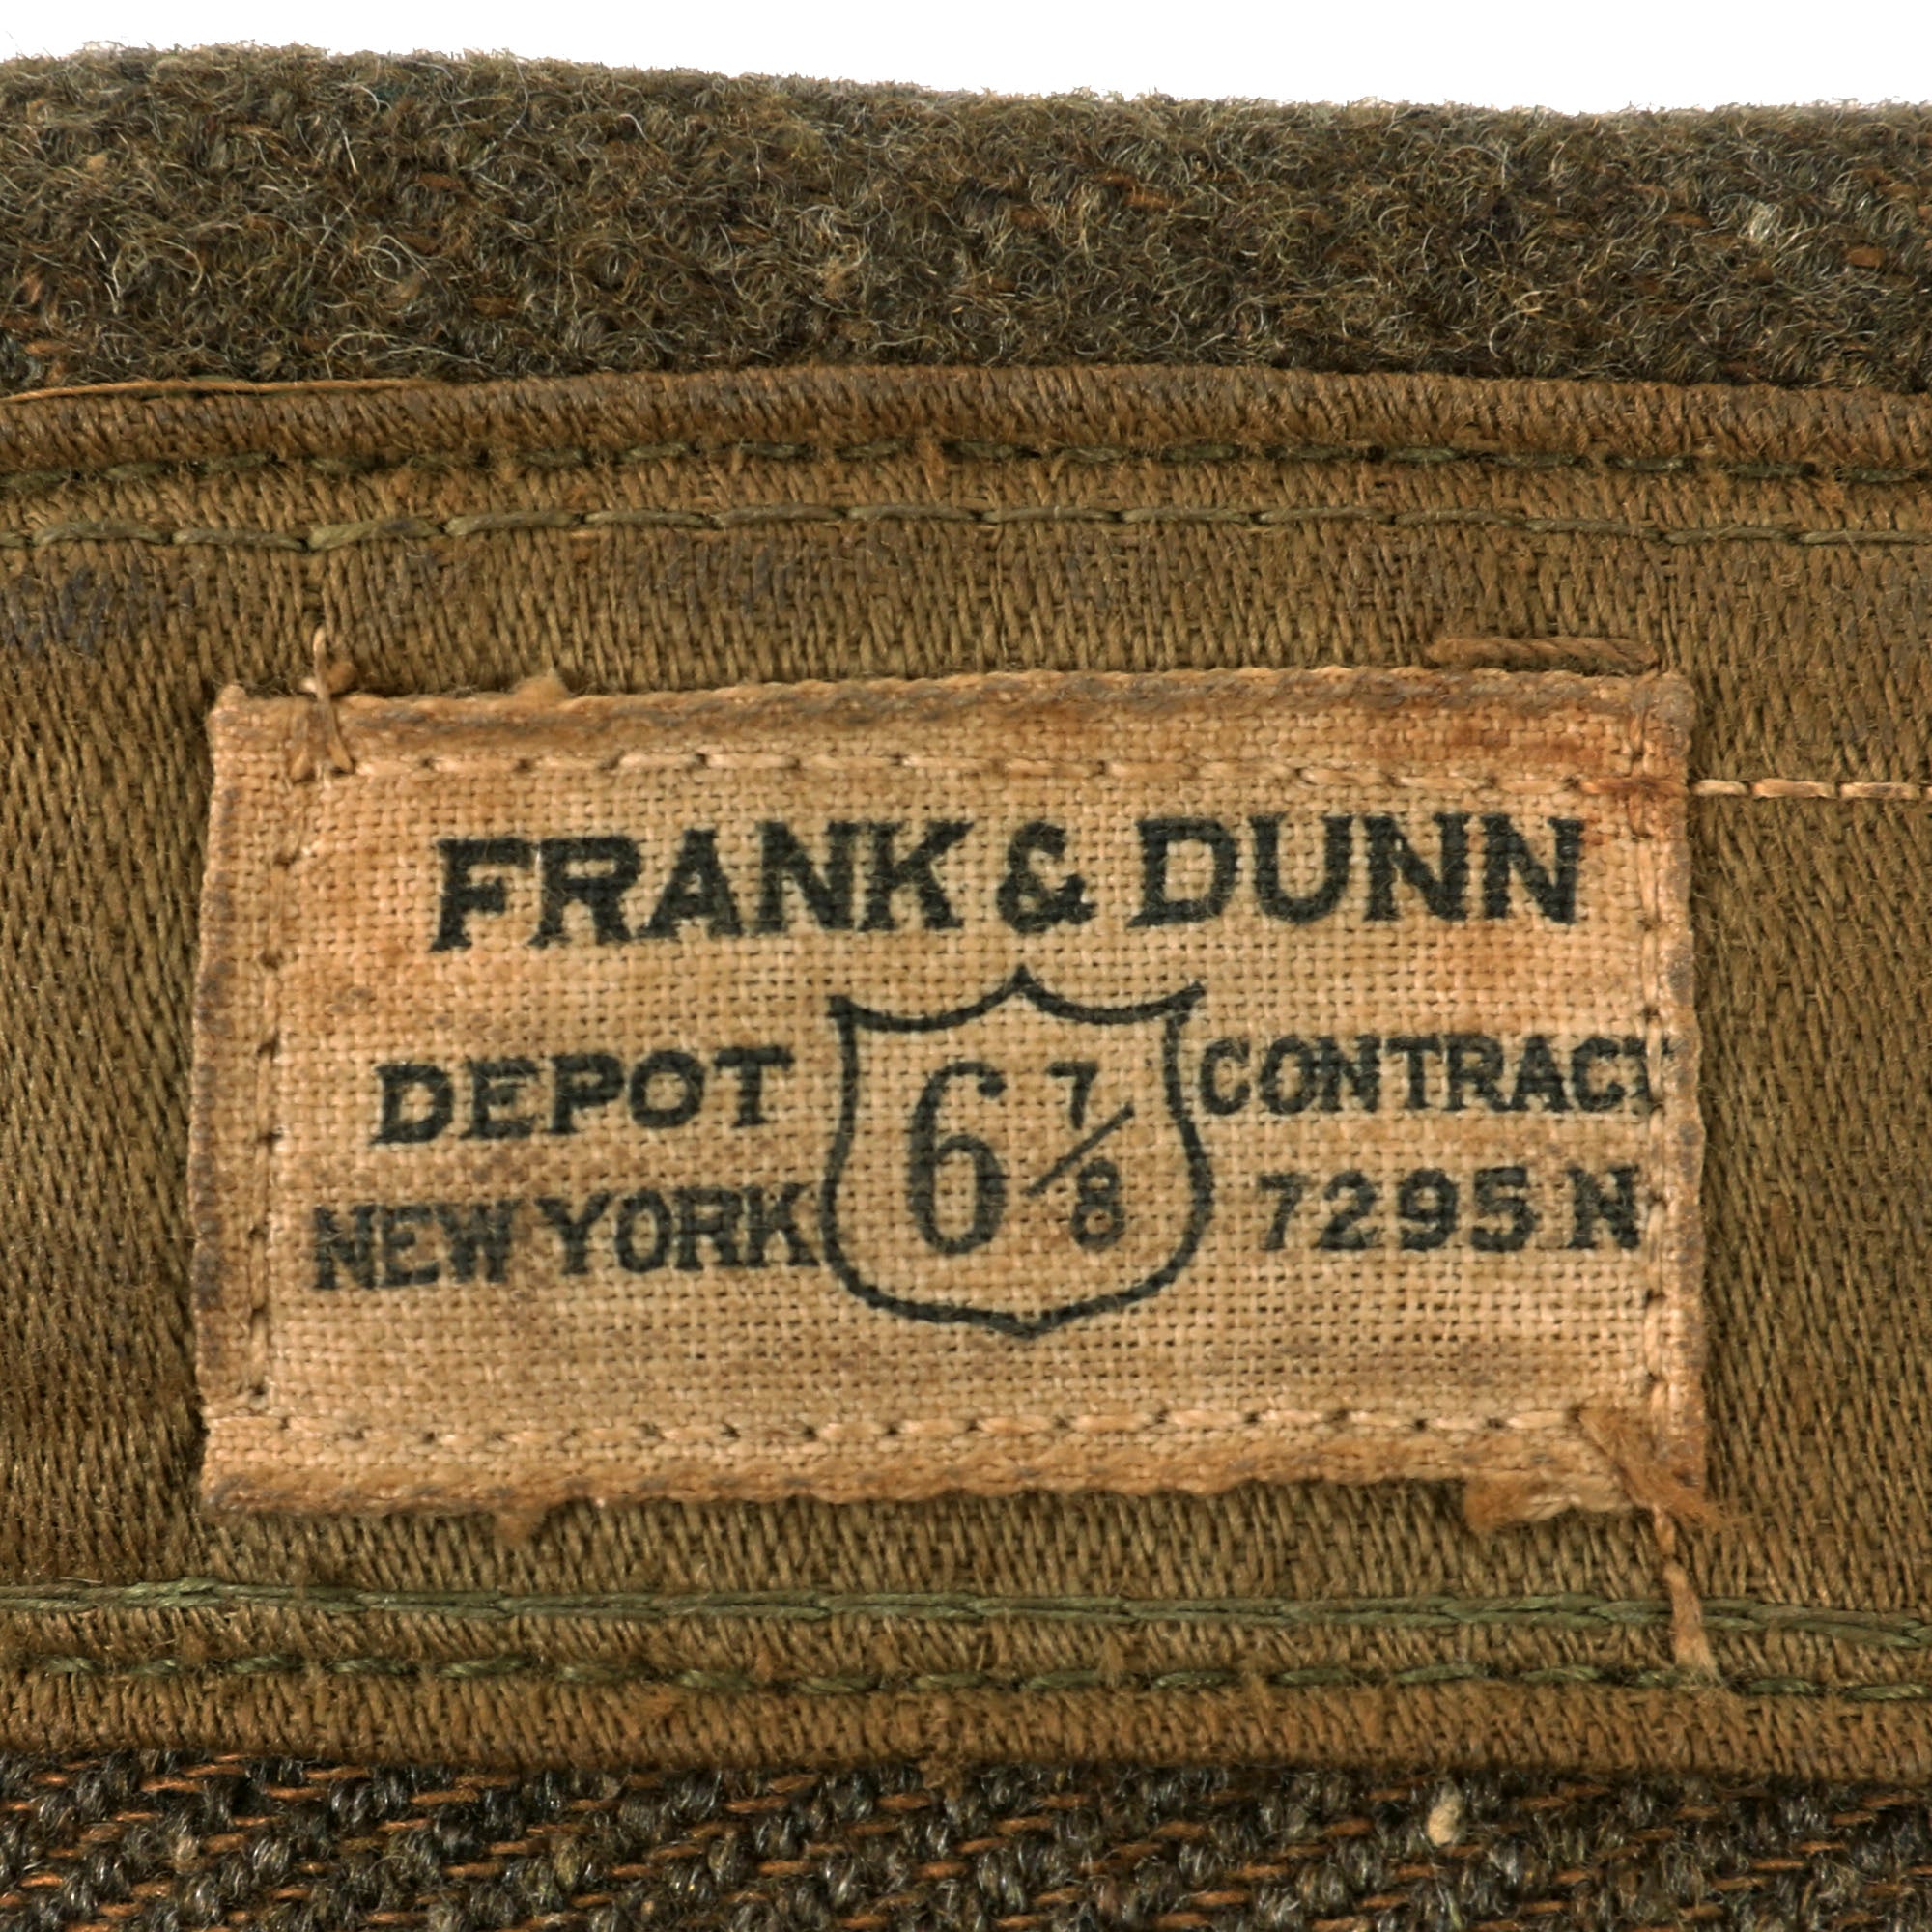 FRANK & DUNN
DEPOT 6 7/8 CONTRACT
NEW YORK 7295 N